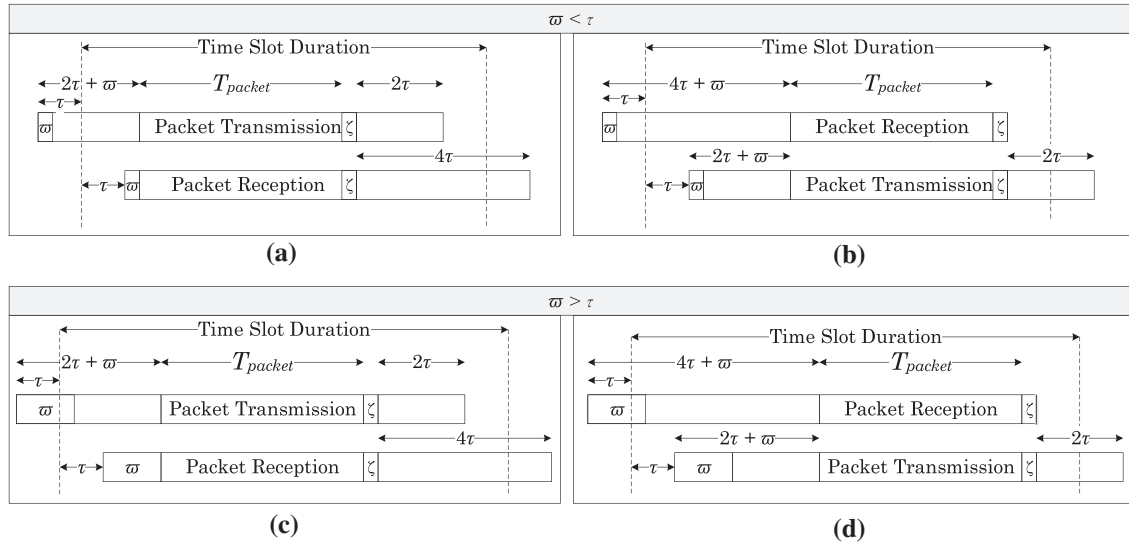 ϖ < τ
Time Slot Duration
2τ + ϖ T_packet 2τ
τ
ϖ Packet Transmission ζ
4τ
τ ϖ Packet Reception ζ
(a)
Time Slot Duration
4τ + ϖ T_packet
τ
ϖ Packet Reception ζ
2τ + ϖ 2τ
τ ϖ Packet Transmission ζ
(b)
ϖ > τ
Time Slot Duration
2τ + ϖ T_packet 2τ
τ
ϖ Packet Transmission ζ
4τ
τ ϖ Packet Reception ζ
(c)
Time Slot Duration
4τ + ϖ T_packet
τ
ϖ Packet Reception ζ
2τ + ϖ 2τ
τ ϖ Packet Transmission ζ
(d)